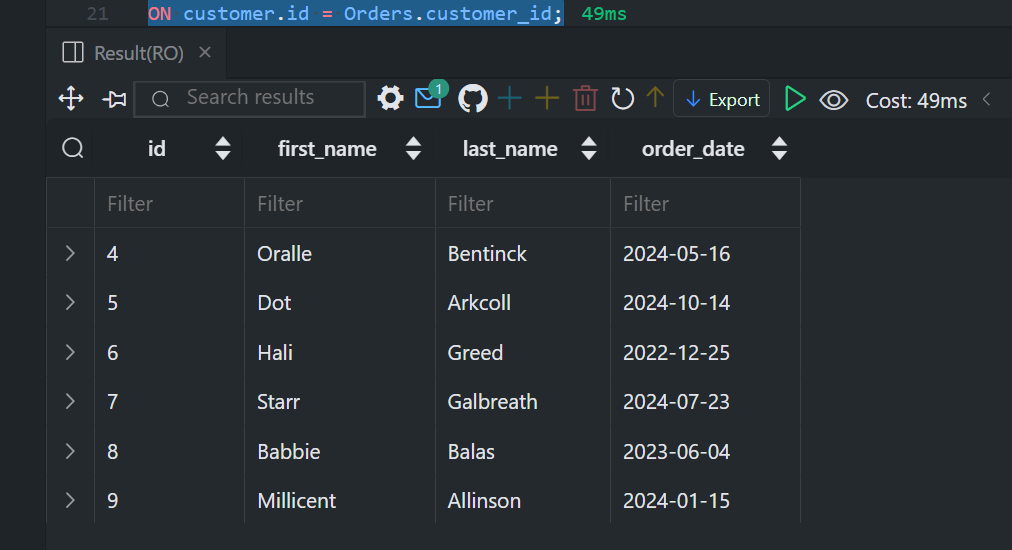 21 ON customer.id = Orders.customer_id; 49ms
Result(RO) ×
Search results 1 Export Cost: 49ms
id first_name last_name order_date
Filter Filter Filter Filter
4 Oralle Bentinck 2024-05-16
5 Dot Arkcoll 2024-10-14
6 Hali Greed 2022-12-25
7 Starr Galbreath 2024-07-23
8 Babbie Balas 2023-06-04
9 Millicent Allinson 2024-01-15